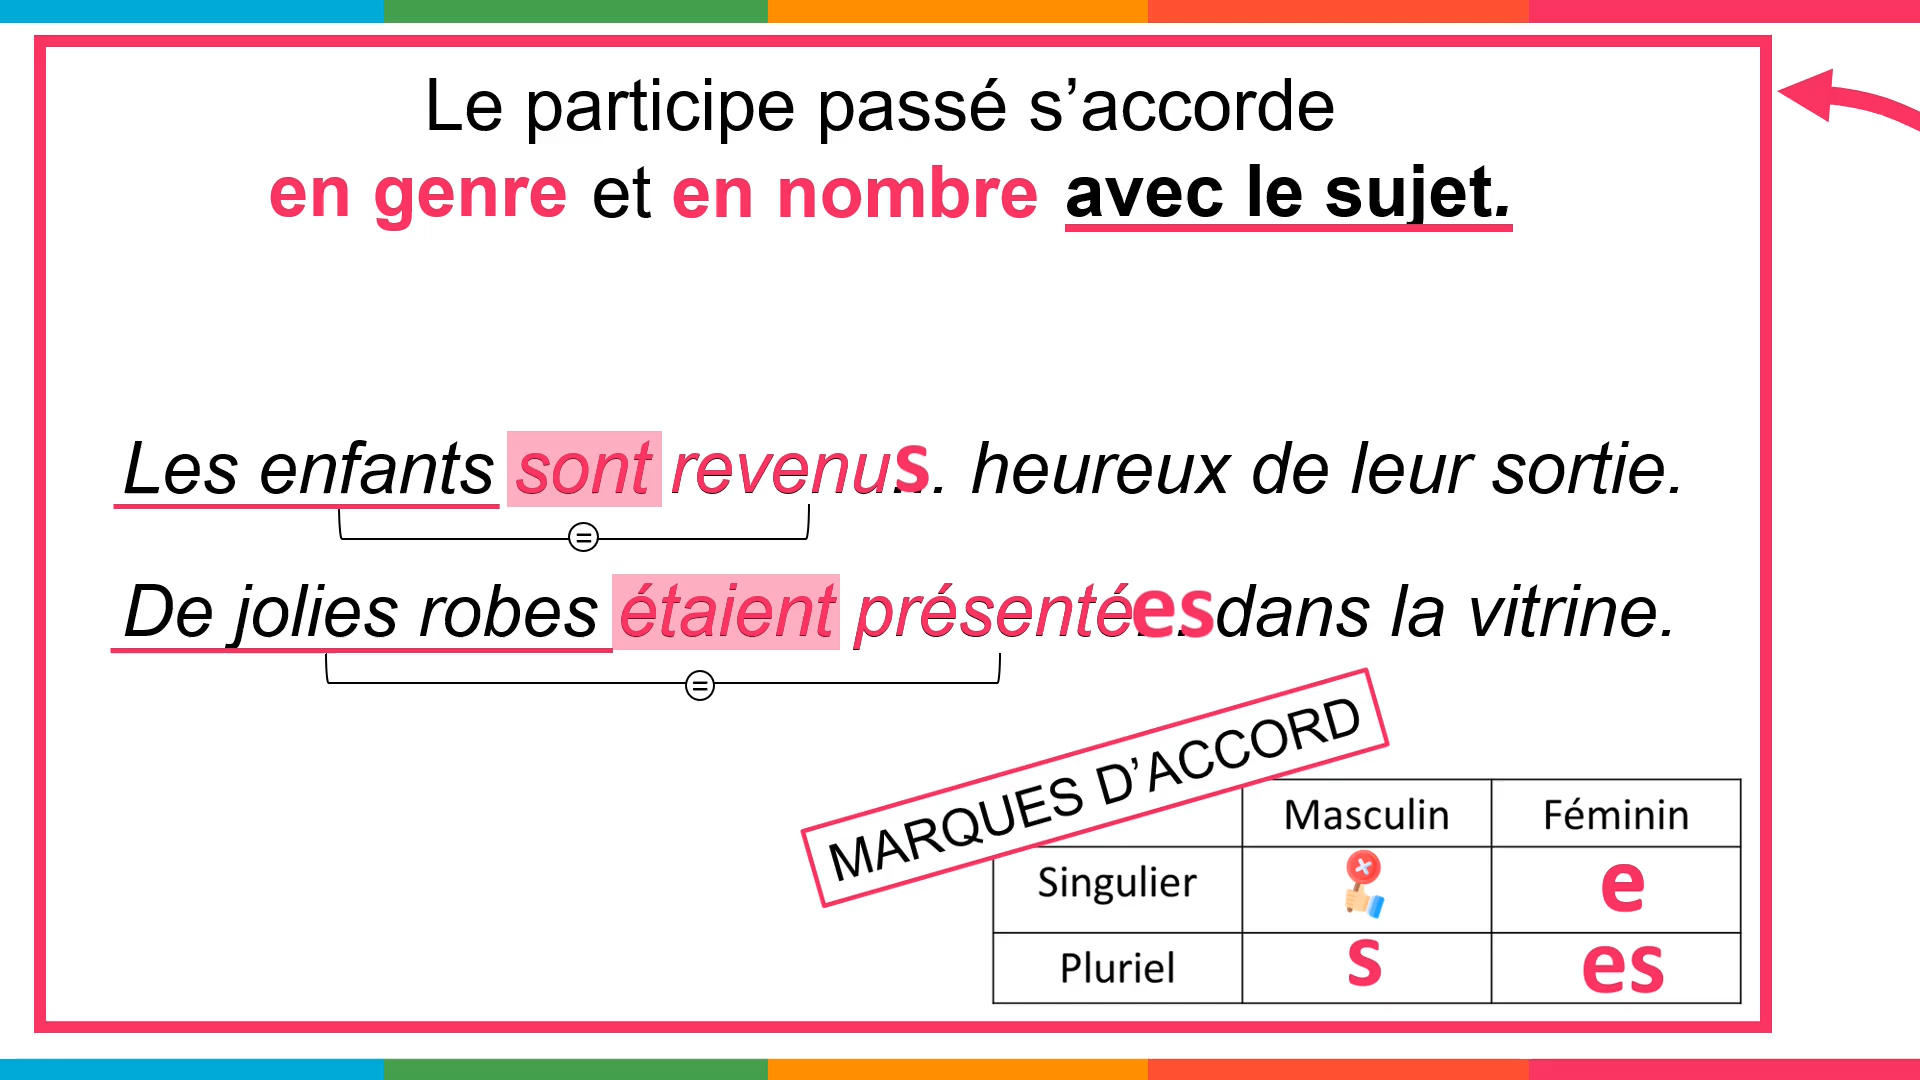 Le participe passé s’accorde
en genre et en nombre avec le sujet.
Les enfants sont revenus... heureux de leur sortie.
=
De jolies robes étaient présentées dans la vitrine.
=
MARQUES D’ACCORD
Masculin Féminin
Singulier e
Pluriel s es